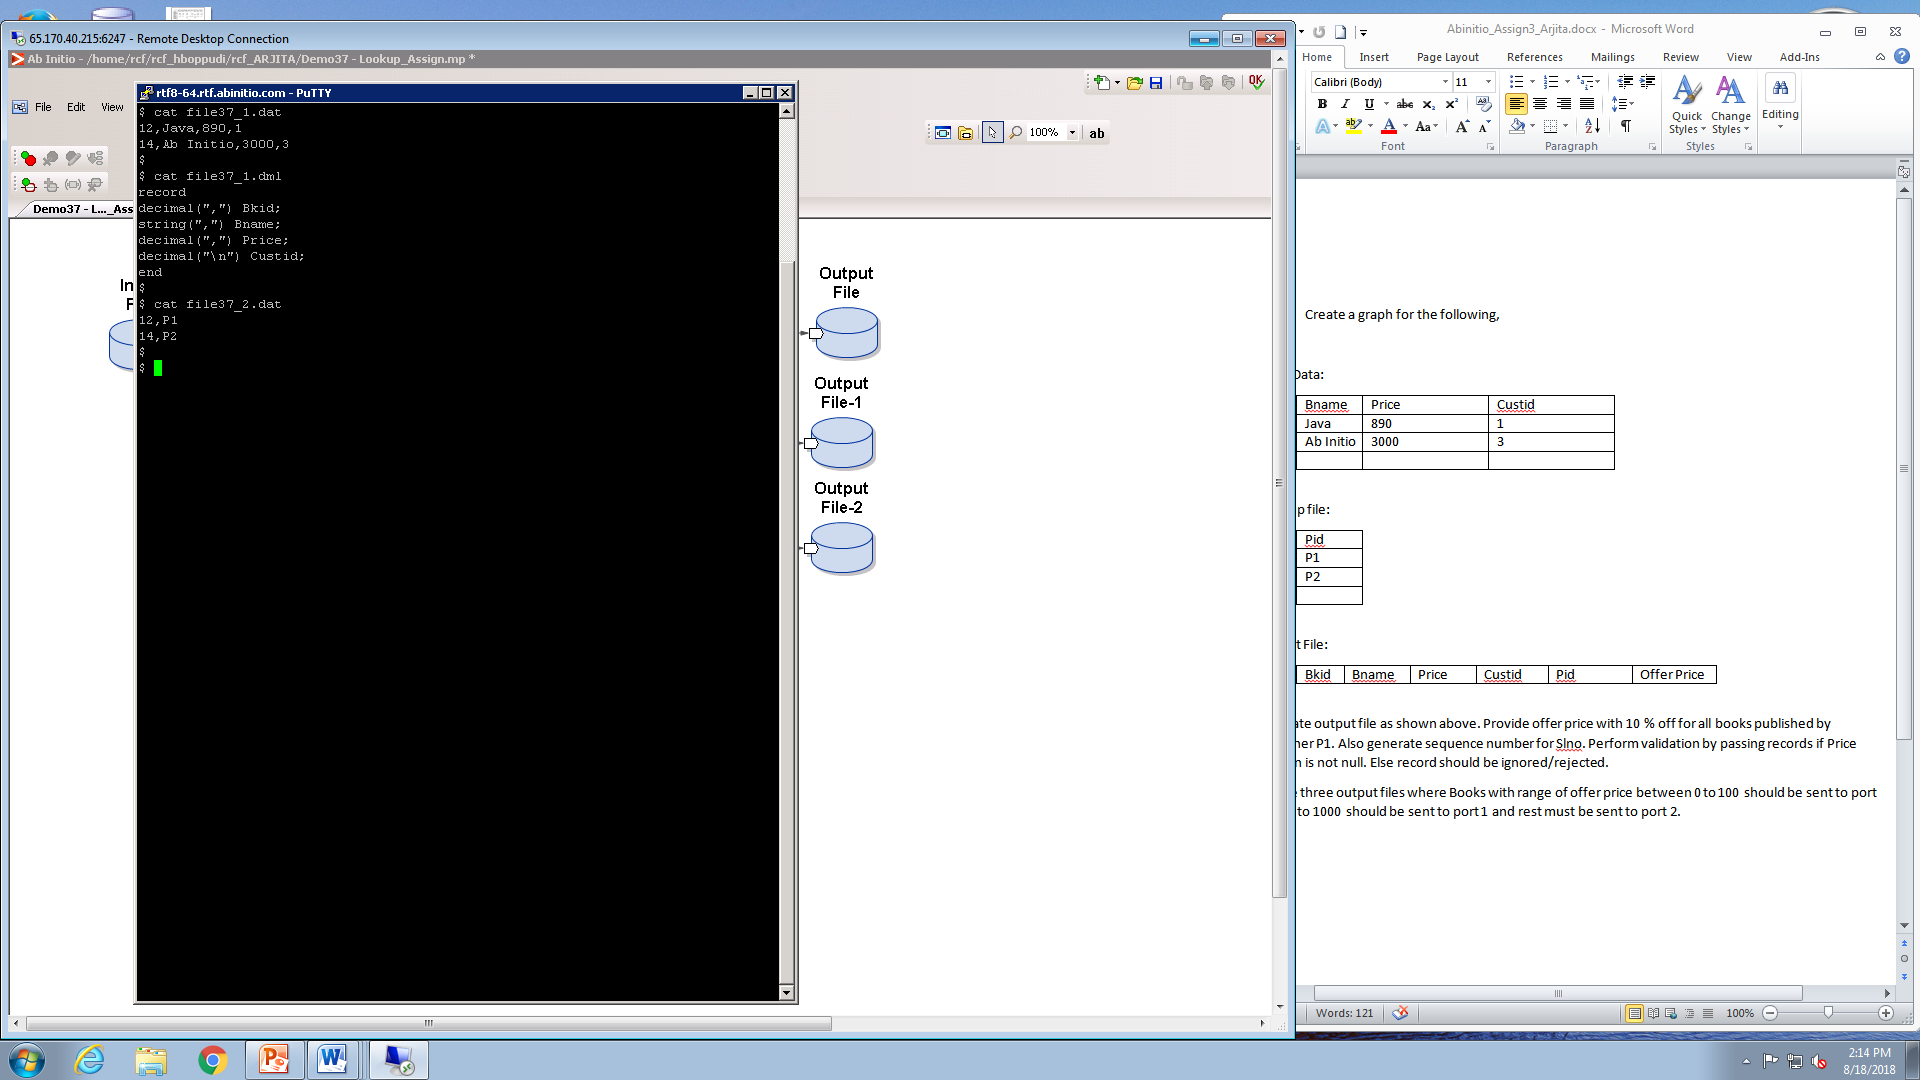 65.170.40.215:6247 - Remote Desktop Connection
Ab Initio - /home/rcf/rcf_hboppudi/rcf_ARJITA/Demo37 - Lookup_Assign.mp *
File Edit View
OK
100%
ab
Demo37 - L..._Ass
rtf8-64.rtf.abinitio.com - PuTTY
$ cat file37_1.dat
12,Java,890,1
14,Ab Initio,3000,3
$
$ cat file37_1.dml
record
decimal(",") Bkid;
string(",") Bname;
decimal(",") Price;
decimal("\n") Custid;
end
$
$ cat file37_2.dat
12,P1
14,P2
$
$
In
F
Output
File
Output
File-1
Output
File-2
Abinitio_Assign3_Arjita.docx - Microsoft Word
Home Insert Page Layout References Mailings Review View Add-Ins
Calibri (Body) 11
B I U abc x₂ x² Aa A A
Font
Paragraph
Quick Styles
Change Styles
Styles
Editing
Create a graph for the following,
Data:
Bname Price Custid
Java 890 1
Ab Initio 3000 3
p file:
Pid
P1
P2
t File:
Bkid Bname Price Custid Pid Offer Price
ate output file as shown above. Provide offer price with 10 % off for all books published by
her P1. Also generate sequence number for Slno. Perform validation by passing records if Price
n is not null. Else record should be ignored/rejected.
e three output files where Books with range of offer price between 0 to 100 should be sent to port
to 1000 should be sent to port 1 and rest must be sent to port 2.
Words: 121
100%
2:14 PM
8/18/2018